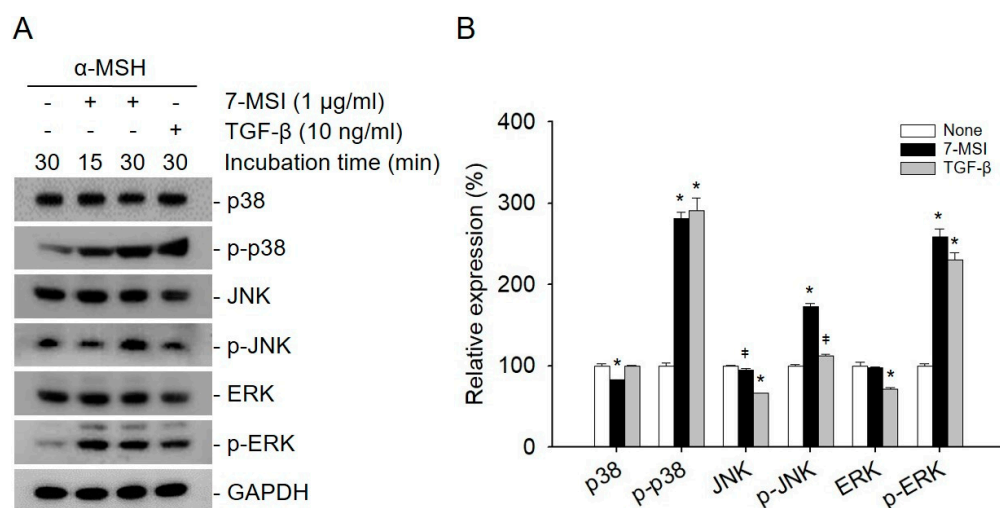 A
α-MSH
- + + - 7-MSI (1 µg/ml)
- - - + TGF-β (10 ng/ml)
30 15 30 30 Incubation time (min)
- p38
- p-p38
- JNK
- p-JNK
- ERK
- p-ERK
- GAPDH
B
Relative expression (%)
400
300
200
100
0
None
7-MSI
TGF-β
* * * * ‡ * * ‡ * * *
p38
p-p38
JNK
p-JNK
ERK
p-ERK